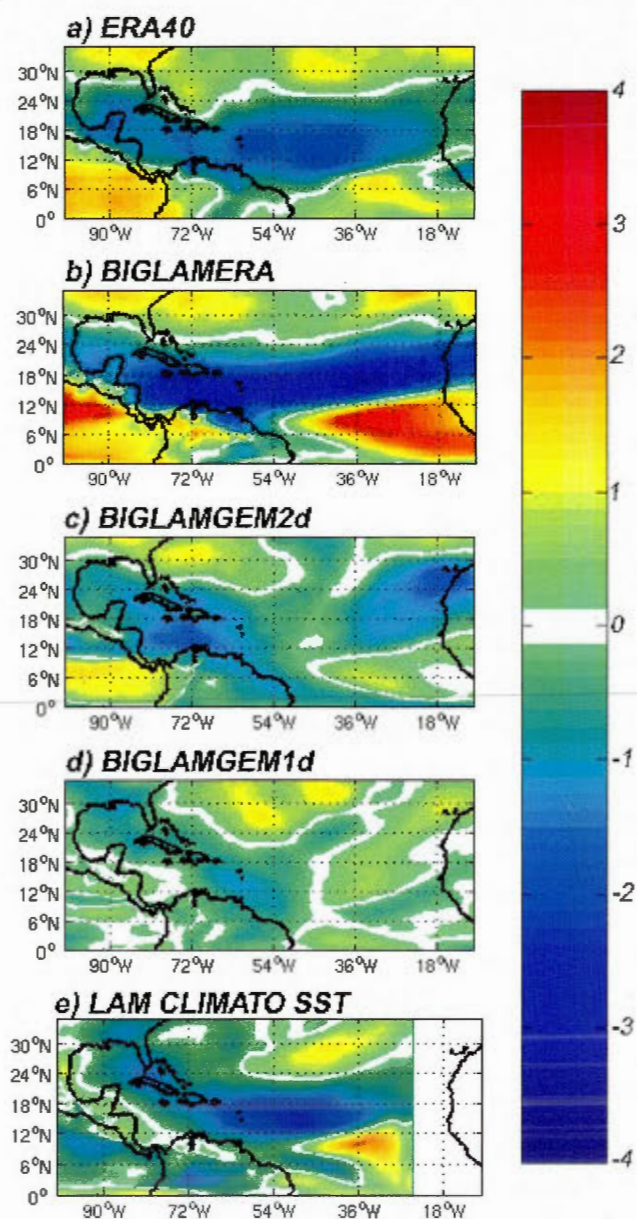 a) ERA40
30°N
24°N
18°N
12°N
6°N
0°
90°W 72°W 54°W 36°W 18°W
b) BIGLAMERA
30°N
24°N
18°N
12°N
6°N
0°
90°W 72°W 54°W 36°W 18°W
c) BIGLAMGEM2d
30°N
24°N
18°N
12°N
6°N
0°
90°W 72°W 54°W 36°W 18°W
d) BIGLAMGEM1d
30°N
24°N
18°N
12°N
6°N
0°
90°W 72°W 54°W 36°W 18°W
e) LAM CLIMATO SST
30°N
24°N
18°N
12°N
6°N
0°
90°W 72°W 54°W 36°W 18°W
4
3
2
1
0
-1
-2
-3
-4